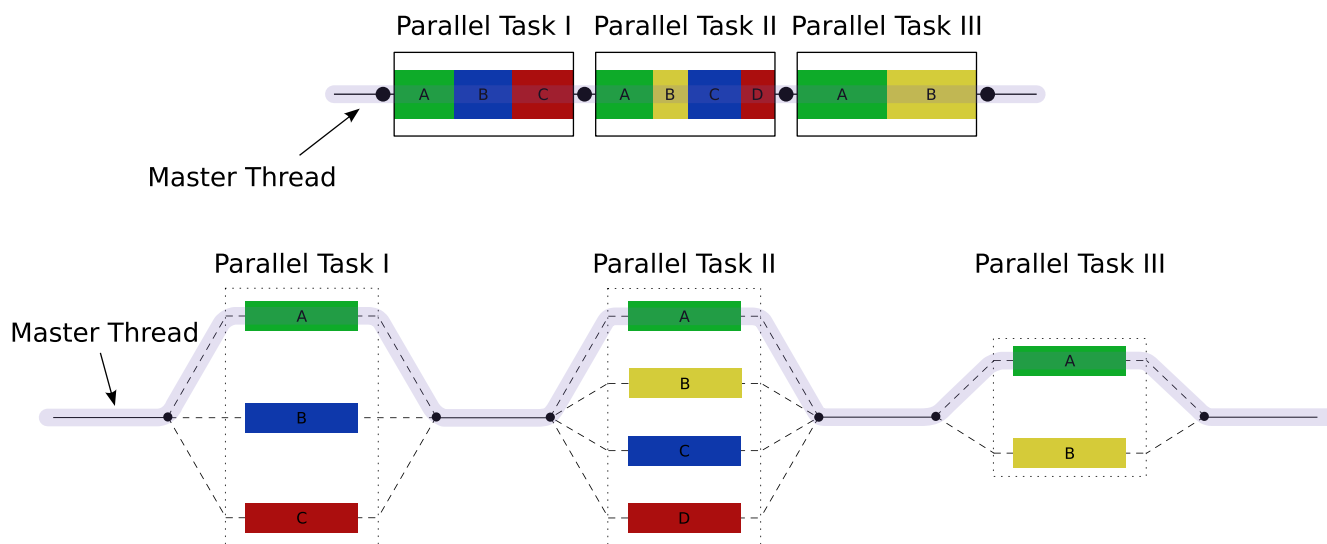 Parallel Task I
Parallel Task II
Parallel Task III
A B C
A B C D
A B
Master Thread
Parallel Task I
Parallel Task II
Parallel Task III
Master Thread
A
B
C
A
B
C
D
A
B